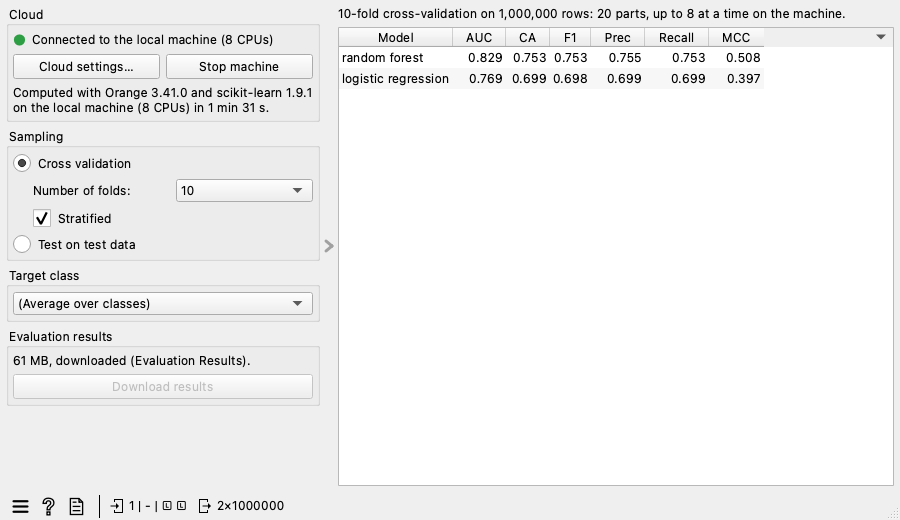 Cloud
Connected to the local machine (8 CPUs)
Cloud settings...
Stop machine
Computed with Orange 3.41.0 and scikit-learn 1.9.1
on the local machine (8 CPUs) in 1 min 31 s.
Sampling
Cross validation
Number of folds:
10
Stratified
Test on test data
Target class
(Average over classes)
Evaluation results
61 MB, downloaded (Evaluation Results).
Download results
10-fold cross-validation on 1,000,000 rows: 20 parts, up to 8 at a time on the machine.
Model AUC CA F1 Prec Recall MCC
random forest 0.829 0.753 0.753 0.755 0.753 0.508
logistic regression 0.769 0.699 0.698 0.699 0.699 0.397
1 | - | 2×1000000